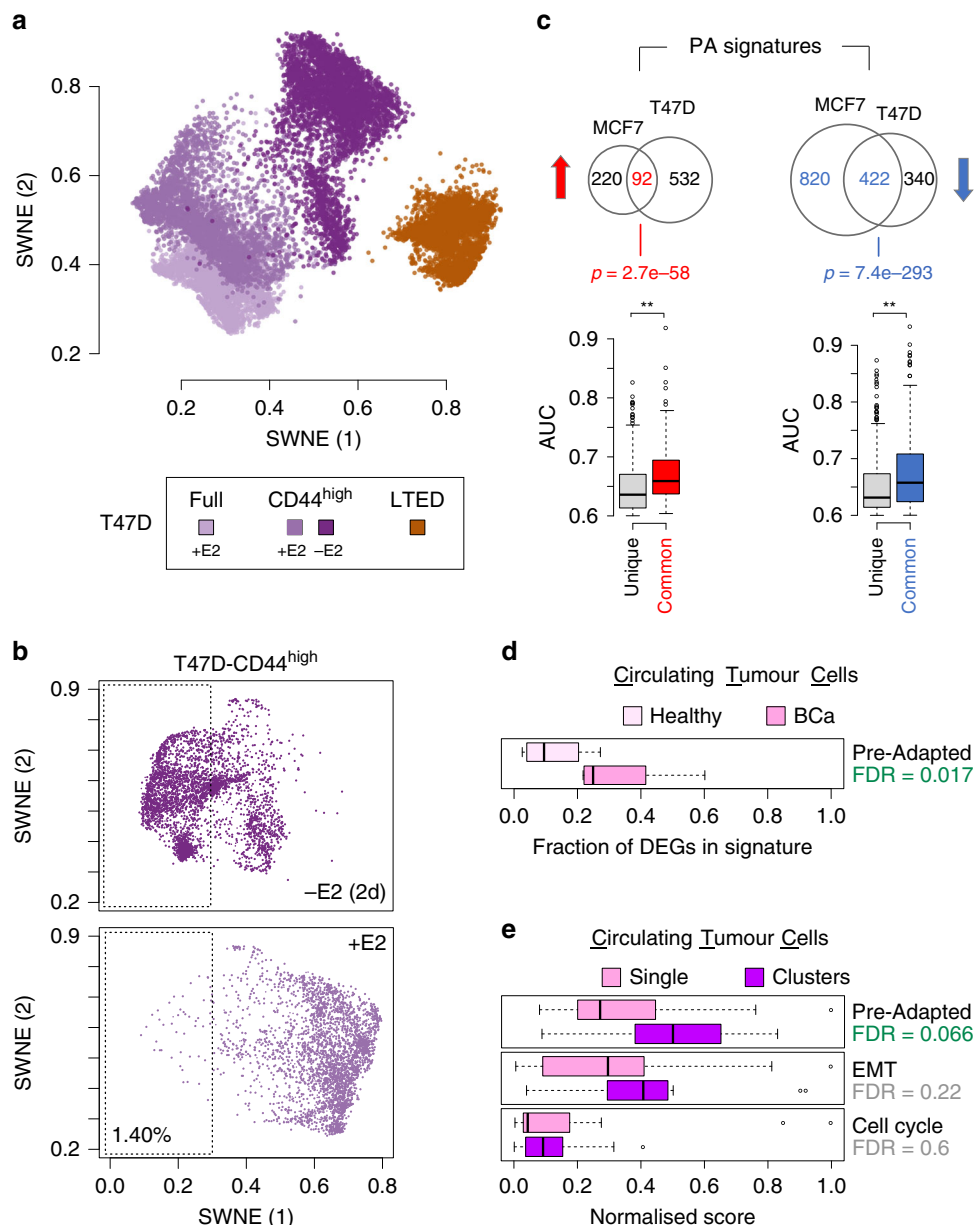 a
0.8
0.6
0.4
0.2
SWNE (2)
0.2 0.4 0.6 0.8
SWNE (1)
T47D
Full CD44high LTED
+E2 +E2 –E2
b
T47D-CD44high
0.9
0.2
SWNE (2)
–E2 (2d)
0.9
0.2
SWNE (2)
+E2
1.40%
0.0 0.2 0.4 0.6 0.8
SWNE (1)
c
PA signatures
MCF7 T47D
220 92 532
p = 2.7e–58
MCF7 T47D
820 422 340
p = 7.4e–293
**
0.9
0.8
0.7
0.6
AUC
Unique
Common
**
0.9
0.8
0.7
0.6
AUC
Unique
Common
d
Circulating Tumour Cells
Healthy BCa
Pre-Adapted
FDR = 0.017
0.0 0.2 0.4 0.6 0.8 1.0
Fraction of DEGs in signature
e
Circulating Tumour Cells
Single Clusters
Pre-Adapted
FDR = 0.066
EMT
FDR = 0.22
Cell cycle
FDR = 0.6
0.0 0.2 0.4 0.6 0.8 1.0
Normalised score